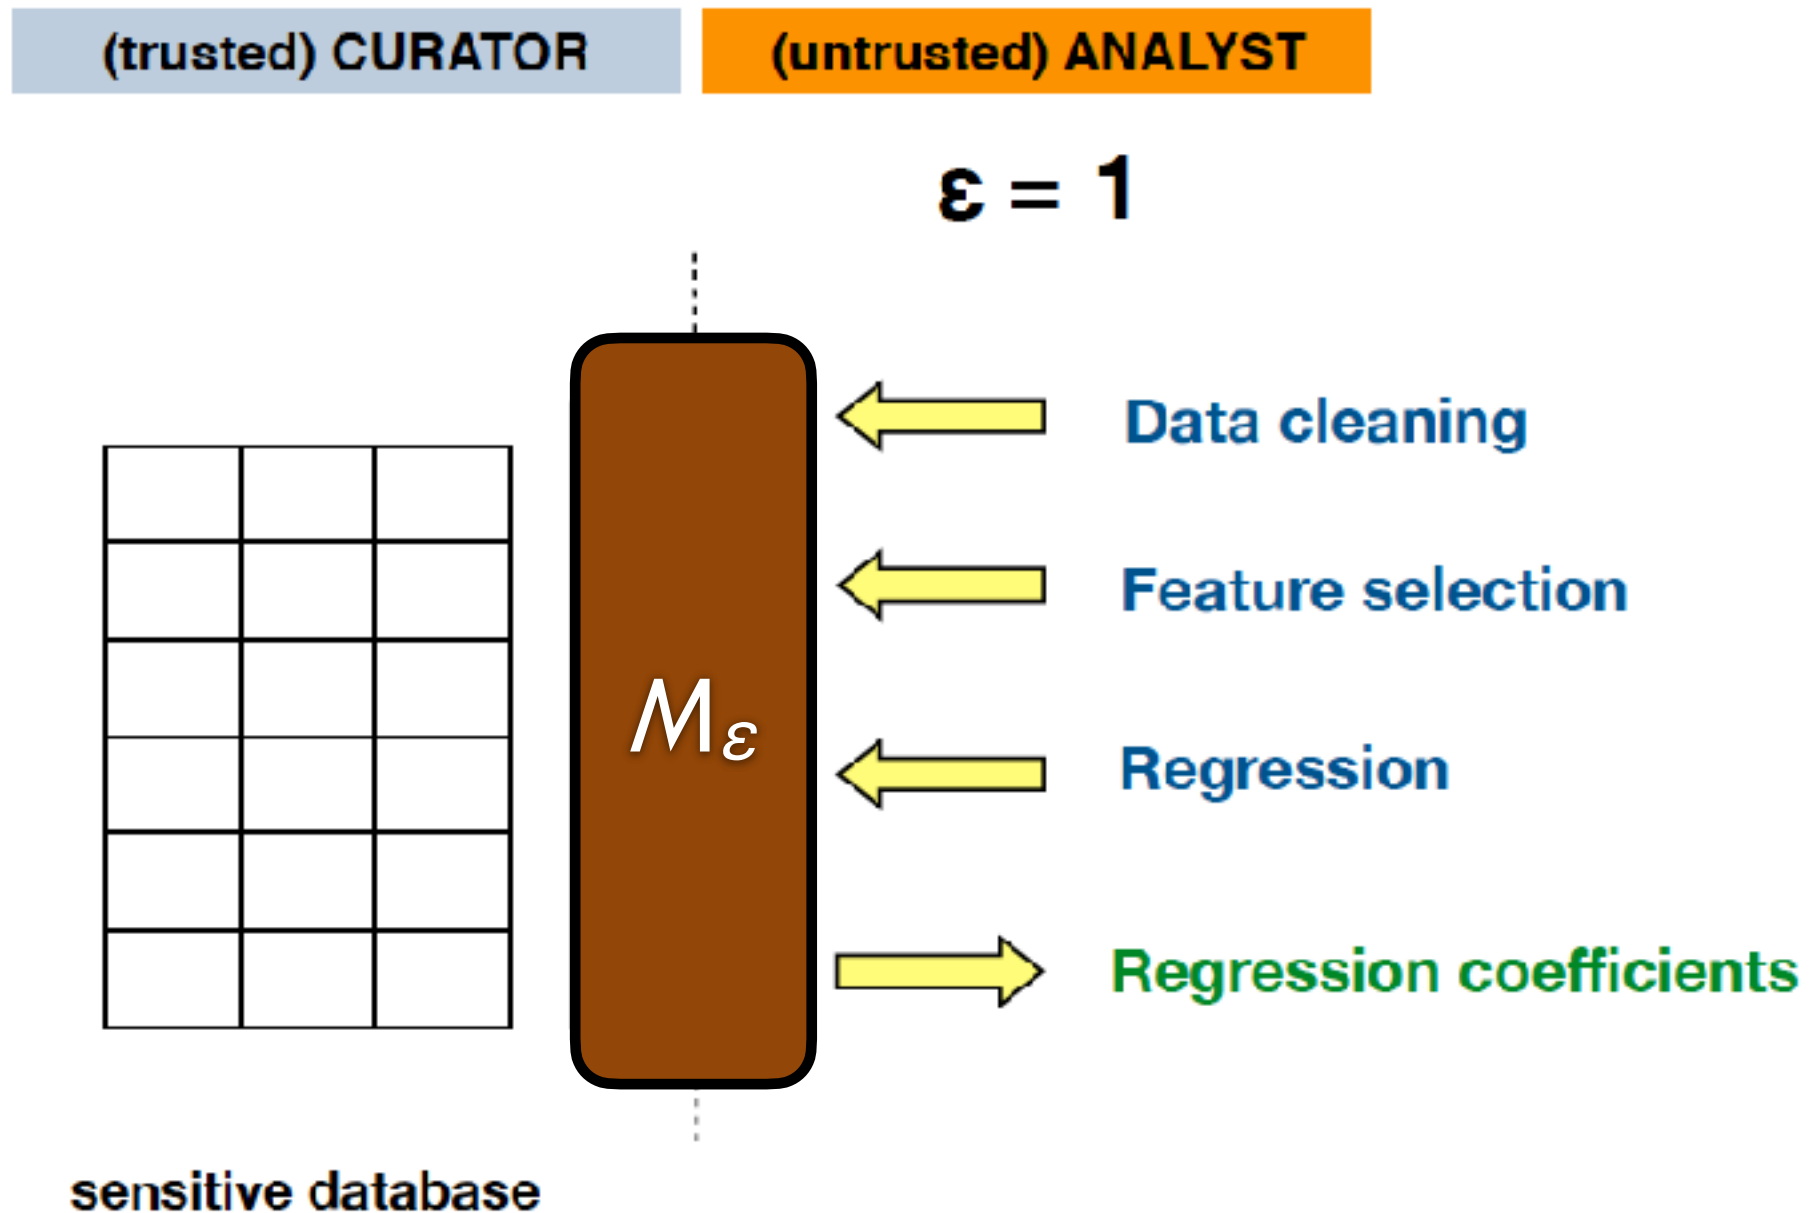 (trusted) CURATOR
(untrusted) ANALYST
ε = 1
Data cleaning
Feature selection
Mε
Regression
Regression coefficients
sensitive database